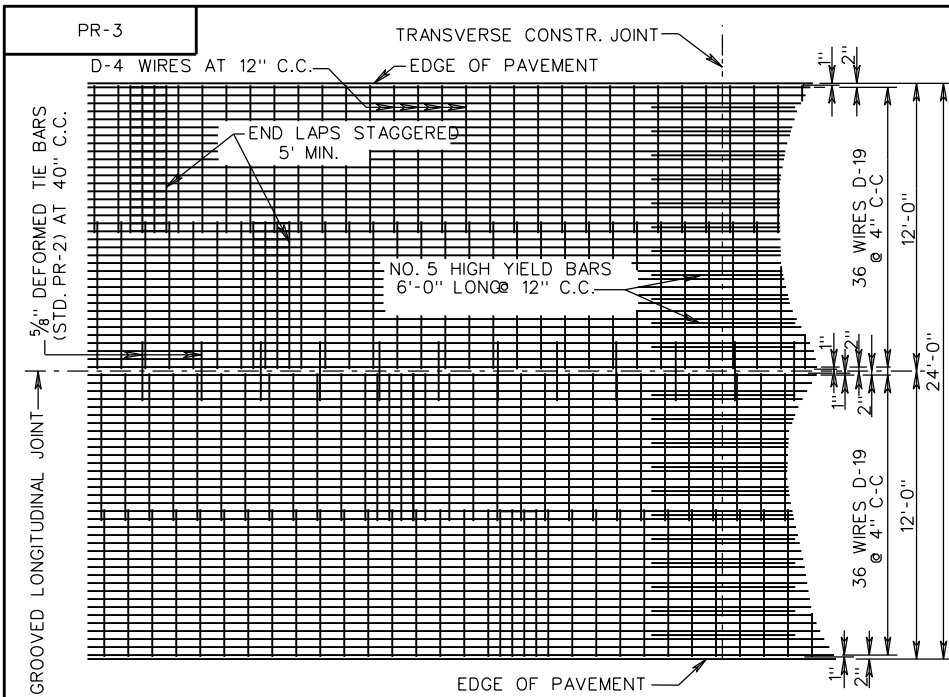 PR-3
TRANSVERSE CONSTR. JOINT
D-4 WIRES AT 12" C.C.
EDGE OF PAVEMENT
1"
2"
5/8" DEFORMED TIE BARS
(STD. PR-2) AT 40" C.C.
END LAPS STAGGERED
5' MIN.
36 WIRES D-19
@ 4" C-C
12'-0"
NO. 5 HIGH YIELD BARS
6'-0" LONG@ 12" C.C.
1"
2"
24'-0"
1"
2"
GROOVED LONGITUDINAL JOINT
36 WIRES D-19
@ 4" C-C
12'-0"
EDGE OF PAVEMENT
1"
2"